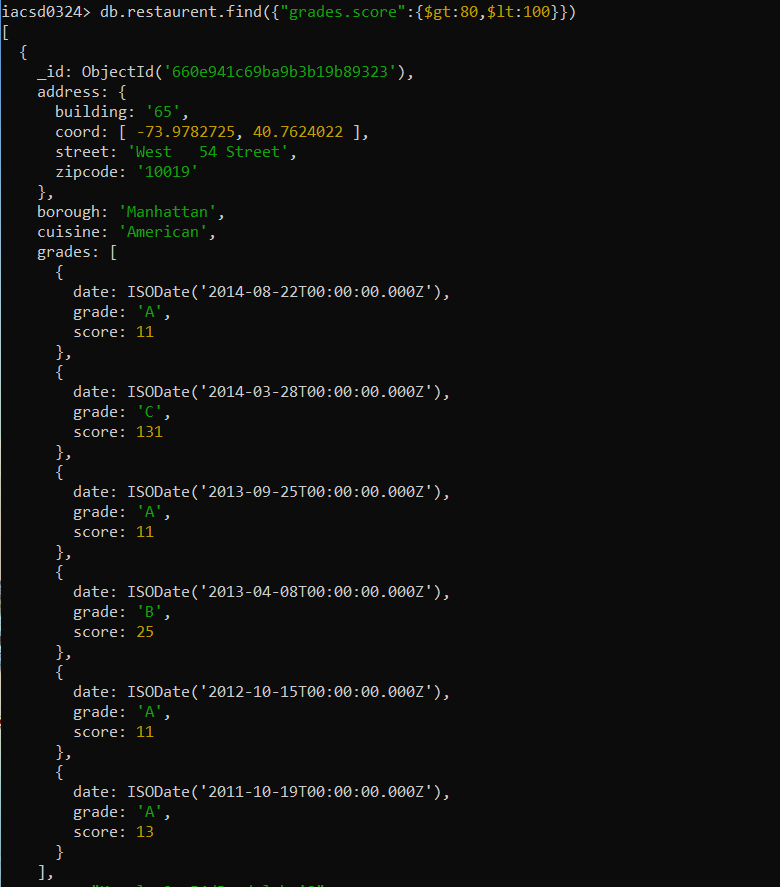 iacsd0324> db.restaurent.find({"grades.score":{$gt:80,$lt:100}})
[
  {
    _id: ObjectId('660e941c69ba9b3b19b89323'),
    address: {
      building: '65',
      coord: [ -73.9782725, 40.7624022 ],
      street: 'West   54 Street',
      zipcode: '10019'
    },
    borough: 'Manhattan',
    cuisine: 'American',
    grades: [
      {
        date: ISODate('2014-08-22T00:00:00.000Z'),
        grade: 'A',
        score: 11
      },
      {
        date: ISODate('2014-03-28T00:00:00.000Z'),
        grade: 'C',
        score: 131
      },
      {
        date: ISODate('2013-09-25T00:00:00.000Z'),
        grade: 'A',
        score: 11
      },
      {
        date: ISODate('2013-04-08T00:00:00.000Z'),
        grade: 'B',
        score: 25
      },
      {
        date: ISODate('2012-10-15T00:00:00.000Z'),
        grade: 'A',
        score: 11
      },
      {
        date: ISODate('2011-10-19T00:00:00.000Z'),
        grade: 'A',
        score: 13
      }
    ],